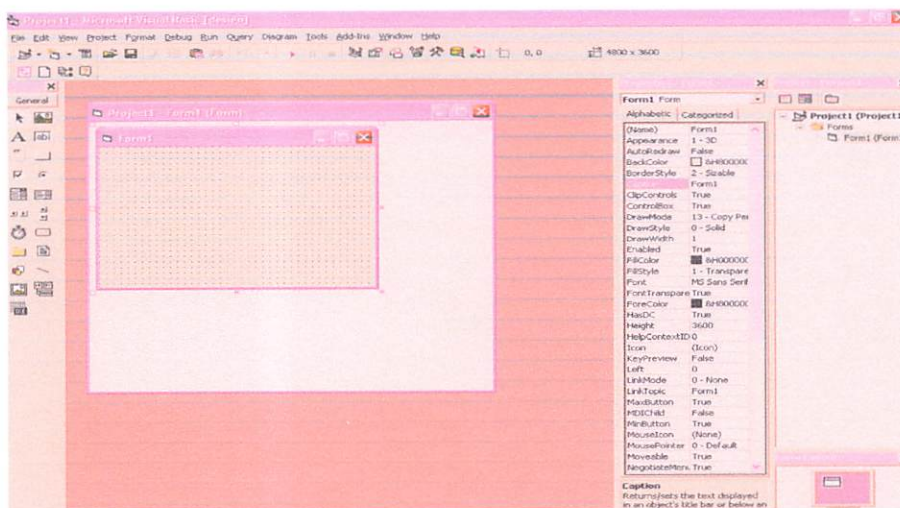 Project1 - Microsoft Visual Basic [design]
File Edit View Project Format Debug Run Query Diagram Tools Add-Ins Window Help
0, 0
4800 x 3600
General
Project1 - Form1 (Form)
Form1
Form1 Form
Alphabetic Categorized
(Name) Form1
Appearance 1 - 3D
AutoRedraw False
BackColor &H800000
BorderStyle 2 - Sizable
Form1
ClipControls True
ControlBox True
DrawMode 13 - Copy Per
DrawStyle 0 - Solid
DrawWidth 1
Enabled True
FillColor &H000000
FillStyle 1 - Transpare
Font MS Sans Serif
FontTranspare True
ForeColor &H800000
HasDC True
Height 3600
HelpContextID 0
Icon (Icon)
KeyPreview False
Left 0
LinkMode 0 - None
LinkTopic Form1
MaxButton True
MDIChild False
MinButton True
MouseIcon (None)
MousePointer 0 - Default
Moveable True
NegotiateMenu True
Caption
Returns/sets the text displayed
in an object's title bar or below an
Project1 (Project1
Forms
Form1 (Form